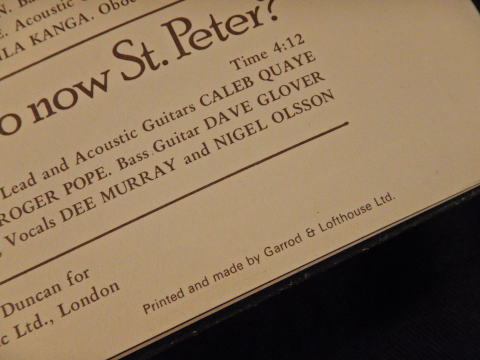 N. Ba
E. Acoustic G
ILA KANGA. Oboe
o now St. Peter?
Time 4:12
Lead and Acoustic Guitars CALEB QUAYE
ROGER POPE. Bass Guitar DAVE GLOVER
, Vocals DEE MURRAY and NIGEL OLSSON
Duncan for
c Ltd., London
Printed and made by Garrod & Lofthouse Ltd.